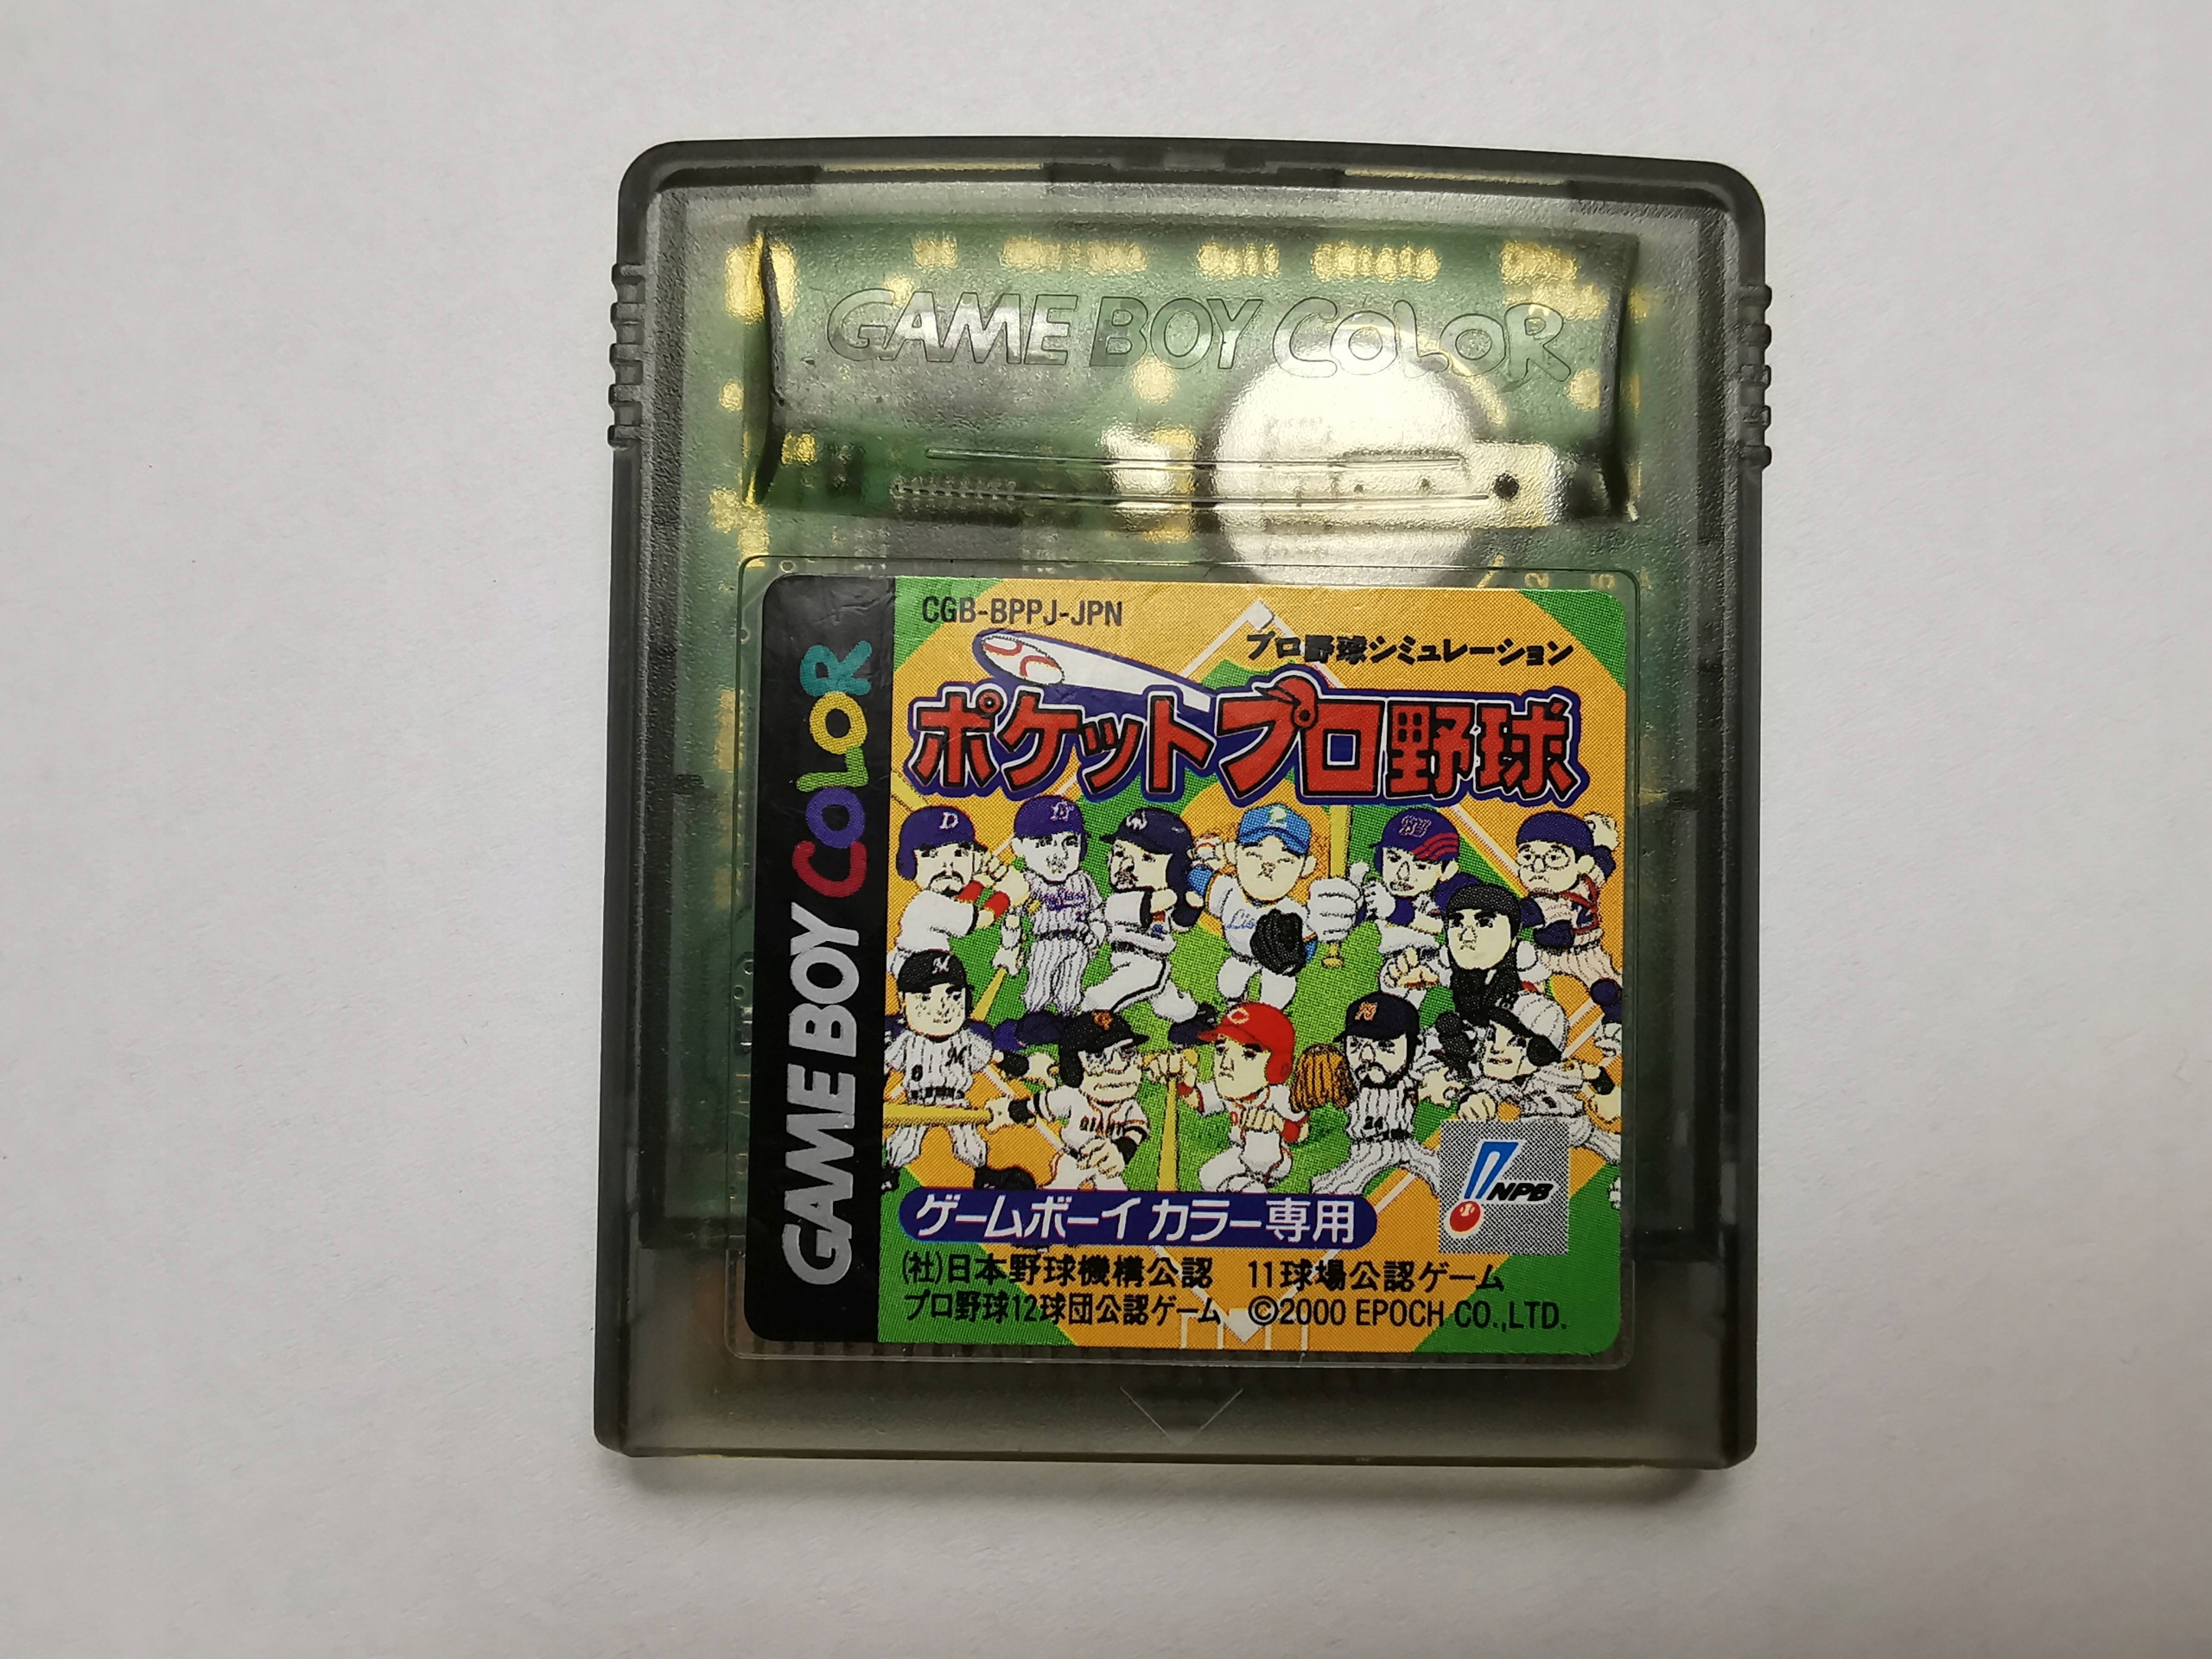 GAME BOY COLOR
GAME BOY COLOR
CGB-BPPJ-JPN
プロ野球シミュレーション
ポケットプロ野球
D
M
M
C
GIANT
24
ゲームボーイカラー専用
NPB
(社)日本野球機構公認 11球場公認ゲーム
プロ野球12球団公認ゲーム ©2000 EPOCH CO.,LTD.